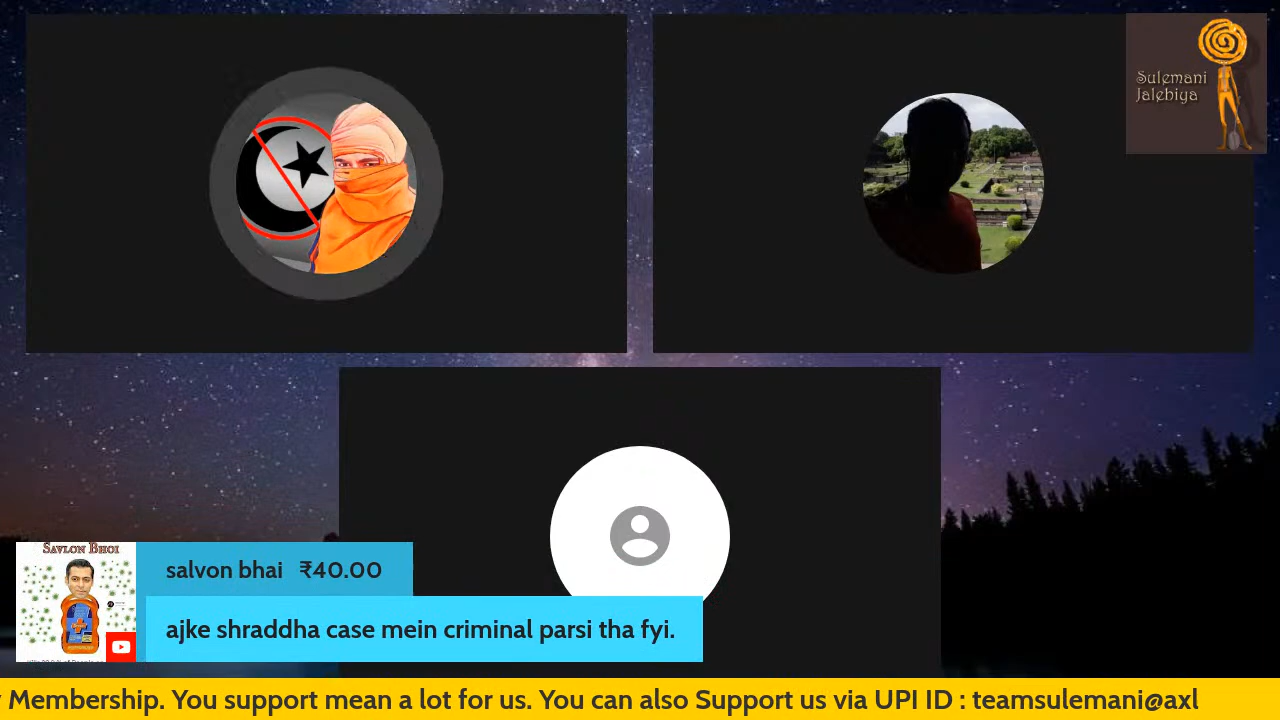 Sulemani
Jalebiya
SAVLON BHOI
salvon bhai ₹40.00
ajke shraddha case mein criminal parsi tha fyi.
Membership. You support mean a lot for us. You can also Support us via UPI ID : teamsulemani@axl